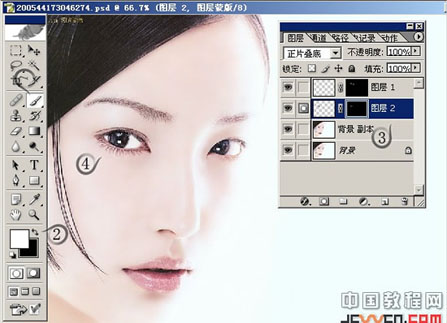 200544173046274.psd @ 66.7% (图层 2, 图层蒙版/8)
图层 通道 路径 记录 动作
正片叠底 不透明度: 100%
锁定: 填充: 100%
图层 1
图层 2
背景 副本
背景
②
③
④
中国教程网
JCWCN.COM